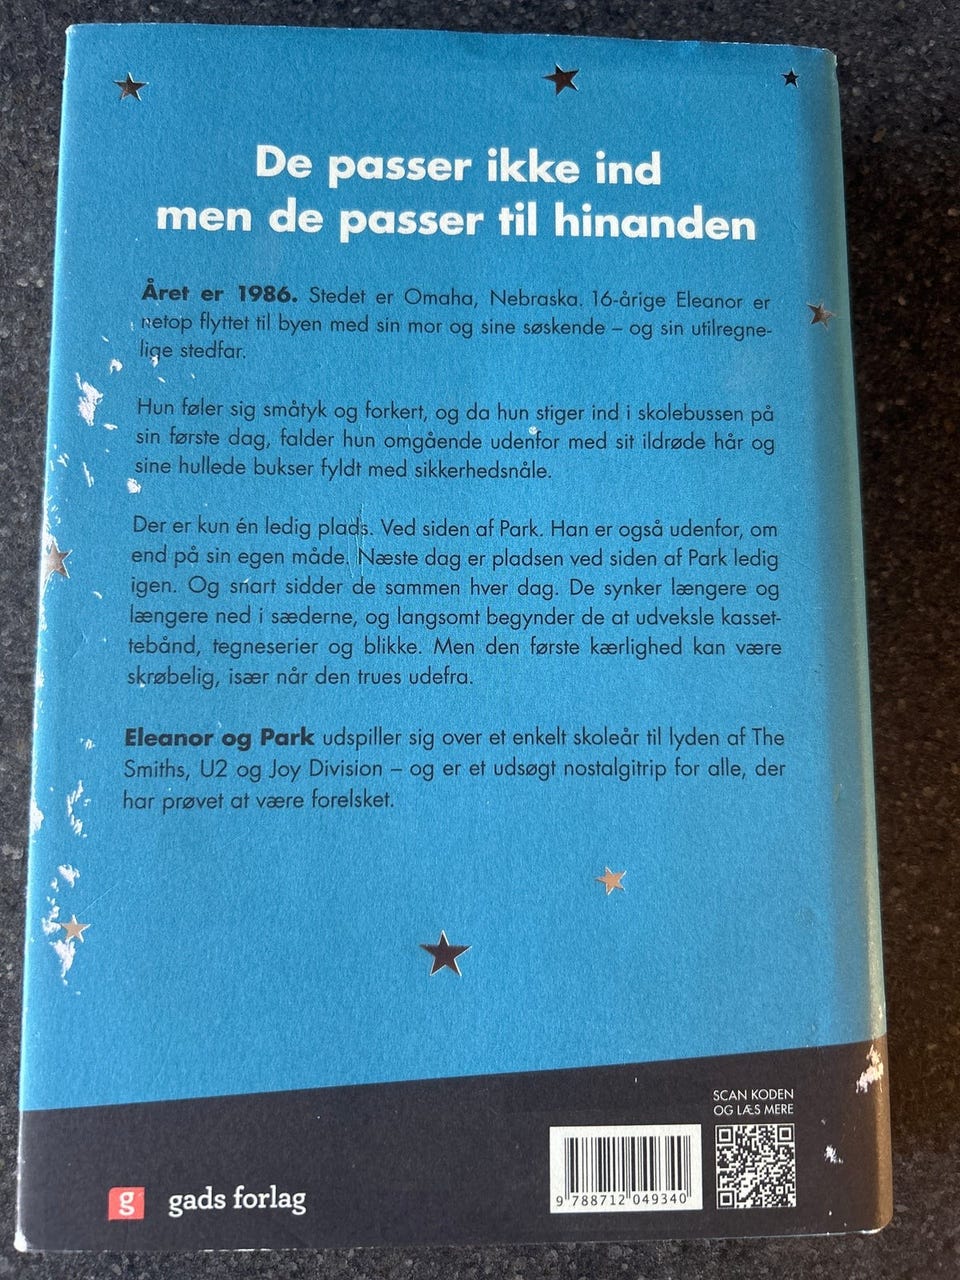 De passer ikke ind
men de passer til hinanden
Året er 1986. Stedet er Omaha, Nebraska. 16-årige Eleanor er
netop flyttet til byen med sin mor og sine søskende – og sin utilregne-
lige stedfar.
Hun føler sig småtyk og forkert, og da hun stiger ind i skolebussen på
sin første dag, falder hun omgående udenfor med sit ildrøde hår og
sine hullede bukser fyldt med sikkerhedsnåle.
Der er kun én ledig plads. Ved siden af Park. Han er også udenfor, om
end på sin egen måde. Næste dag er pladsen ved siden af Park ledig
igen. Og snart sidder de sammen hver dag. De synker længere og
længere ned i sæderne, og langsomt begynder de at udveksle kasset-
tebånd, tegneserier og blikke. Men den første kærlighed kan være
skrøbelig, især når den trues udefra.
Eleanor og Park udspiller sig over et enkelt skoleår til lyden af The
Smiths, U2 og Joy Division – og er et udsøgt nostalgitrip for alle, der
har prøvet at være forelsket.
SCAN KODEN
OG LÆS MERE
9 788712 049340
g gads forlag